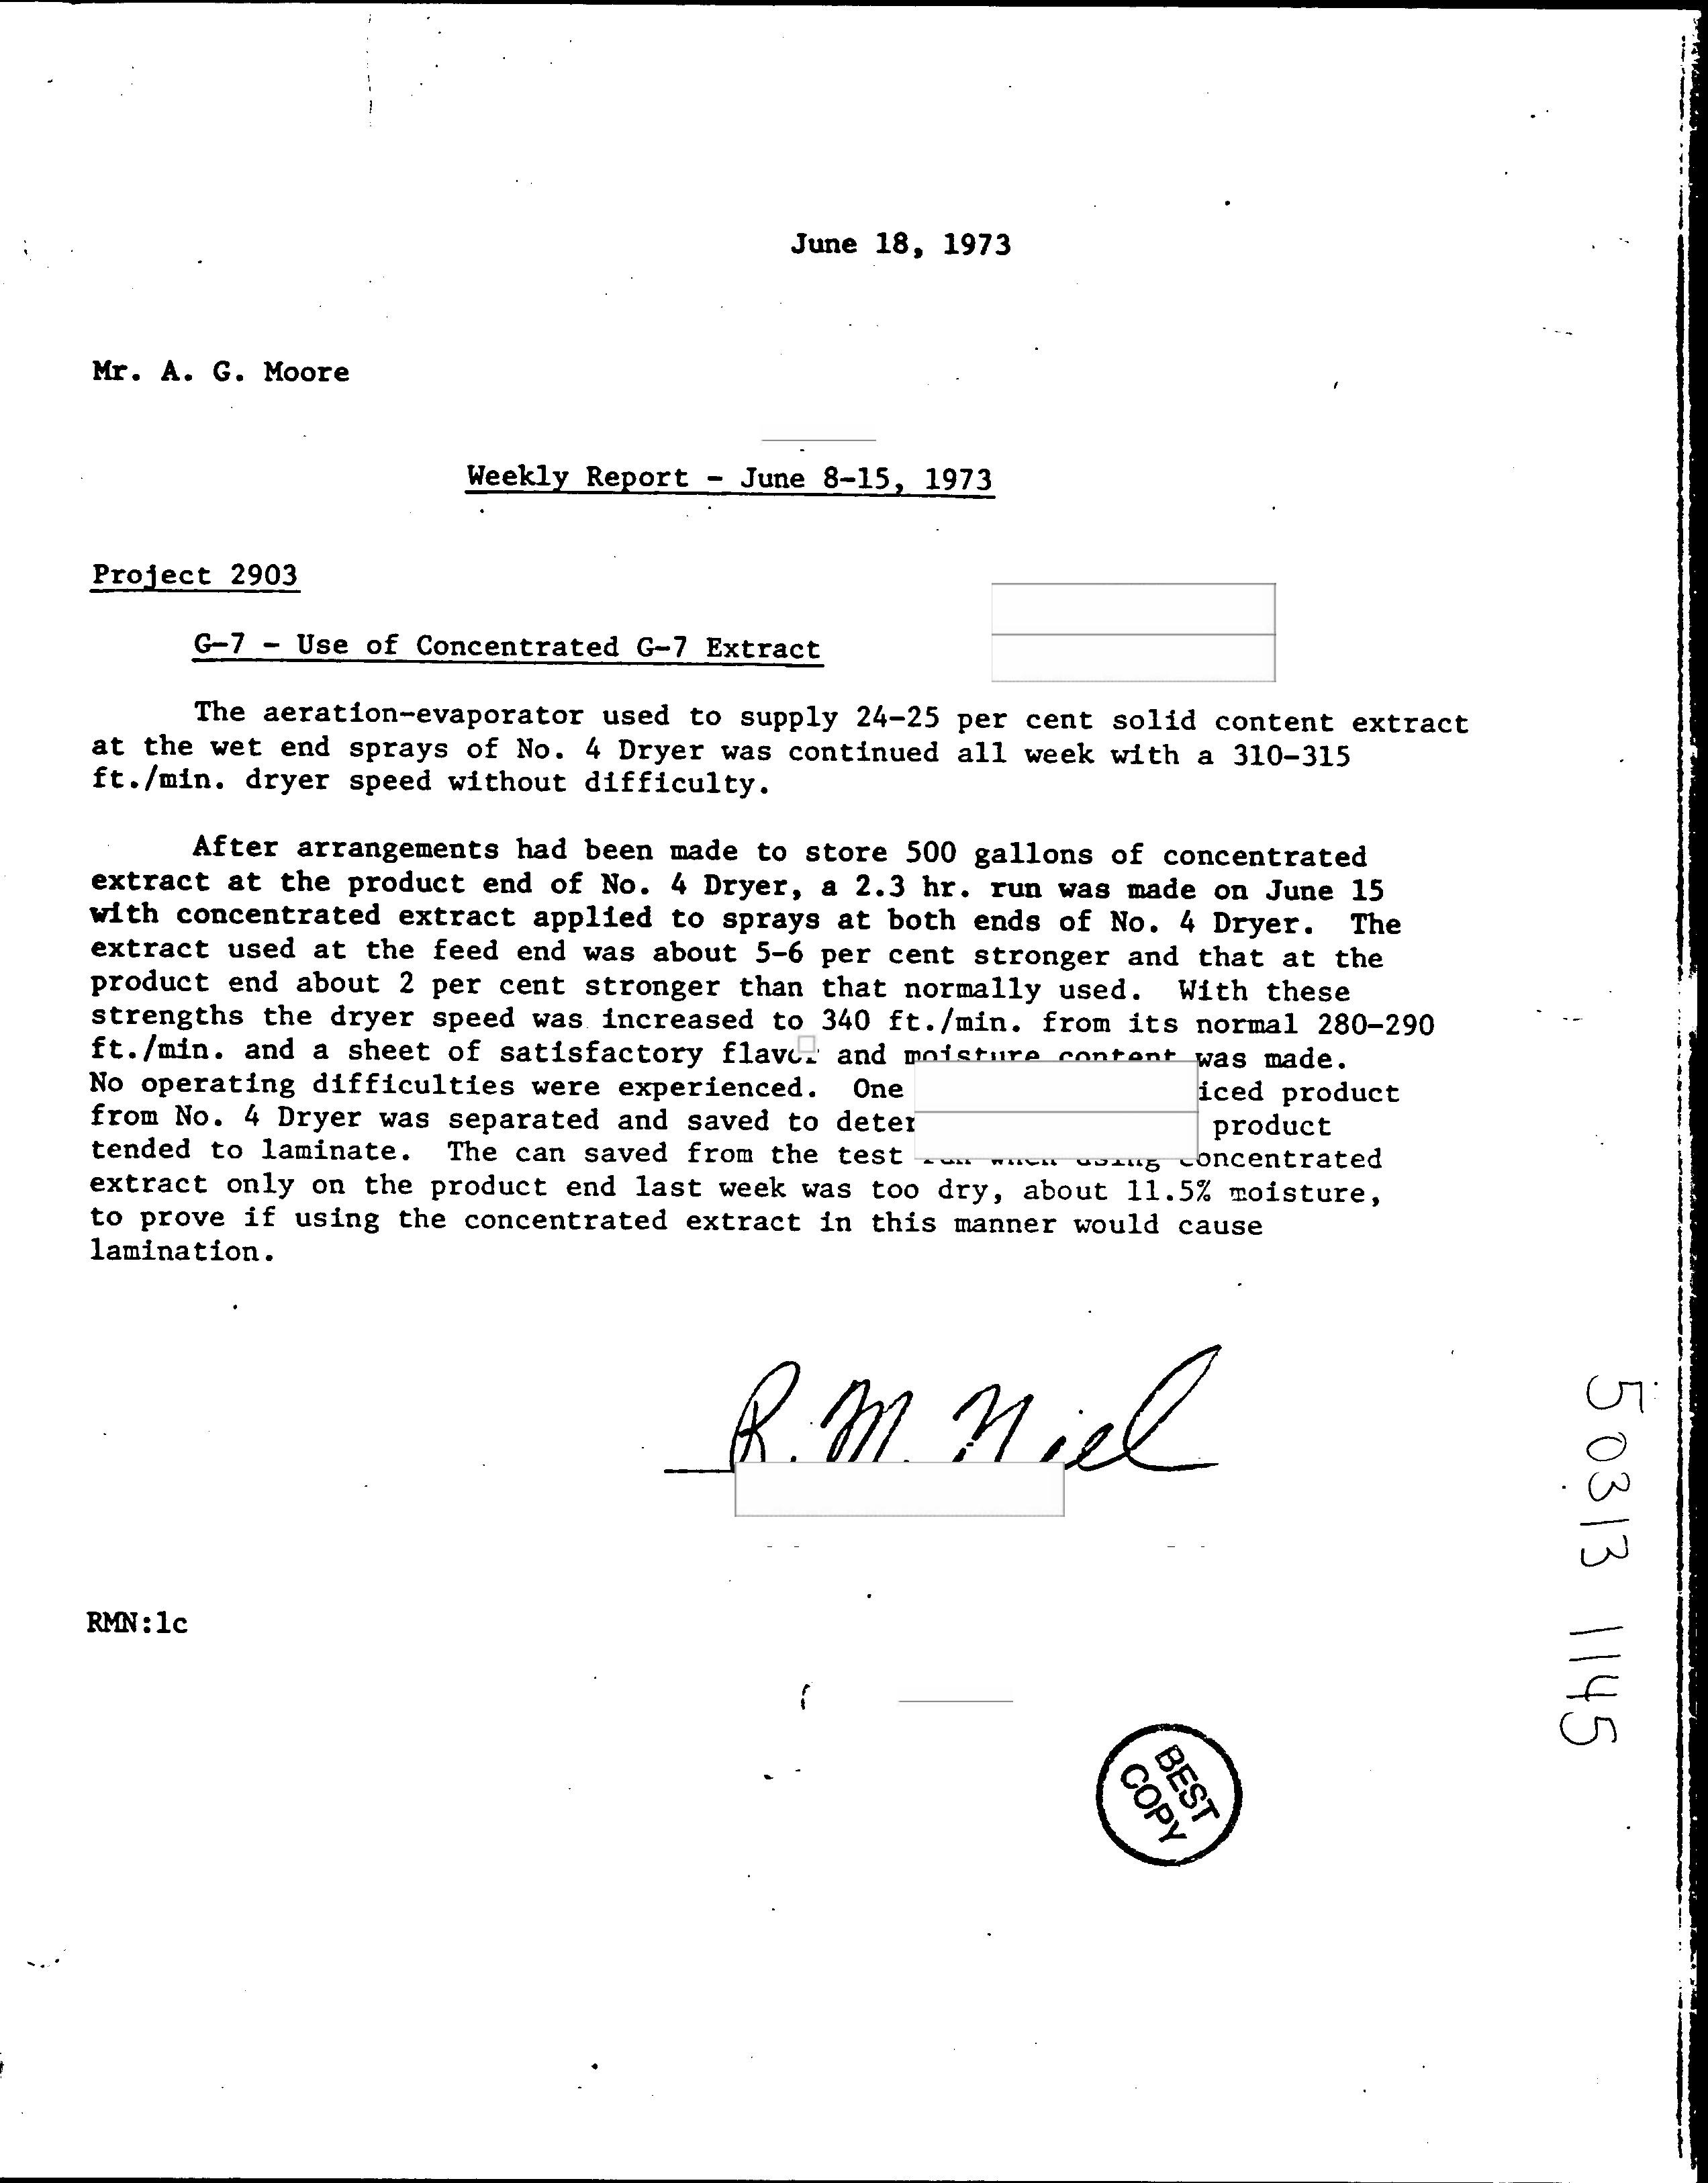 June 18, 1973
Mr. A. G. Moore
Weekly Report - June 8-15, 1973
Project 2903
G-7 - Use of Concentrated G-7 Extract
The aeration-evaporator used to supply 24-25 per cent solid content extract
at the wet end sprays of No. 4 Dryer was continued all week with a 310-315
ft./min. dryer speed without difficulty.
After arrangements had been made to store 500 gallons of concentrated
extract at the product end of No. 4 Dryer, a 2.3 hr. run was made on June 15
with concentrated extract applied to sprays at both ends of No. 4 Dryer. The
extract used at the feed end was about 5-6 per cent stronger and that at the
product end about 2 per cent stronger than that normally used. With these
strengths the dryer speed was increased to 340 ft./min. from its normal 280-290
ft./min. and a sheet of satisfactory flavor and moisture content was made.
No operating difficulties were experienced. One product
from No. 4 Dryer was separated and saved to product
tended to laminate. The can saved from the test using concentrated
extract only on the product end last week was too dry, about 11.5% moisture,
to prove if using the concentrated extract in this manner would cause
lamination.
R. M. Niel
RMN:lc
BEST
COPY
50313 1145